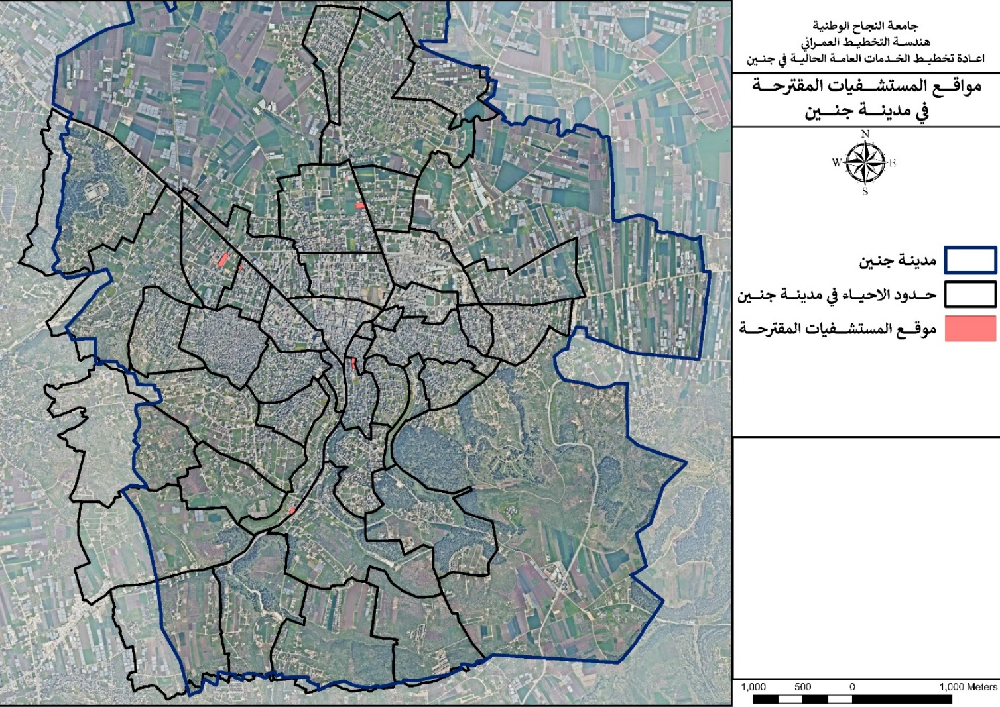 جامعة النجاح الوطنية
هندسة التخطيط العمراني
اعادة تخطيط الخدمات العامة الحالية في جنين
مواقع المستشفيات المقترحة
في مدينة جنين
N
W E
S
مدينة جنين
حدود الاحياء في مدينة جنين
موقع المستشفيات المقترحة
1,000 500 0 1,000 Meters